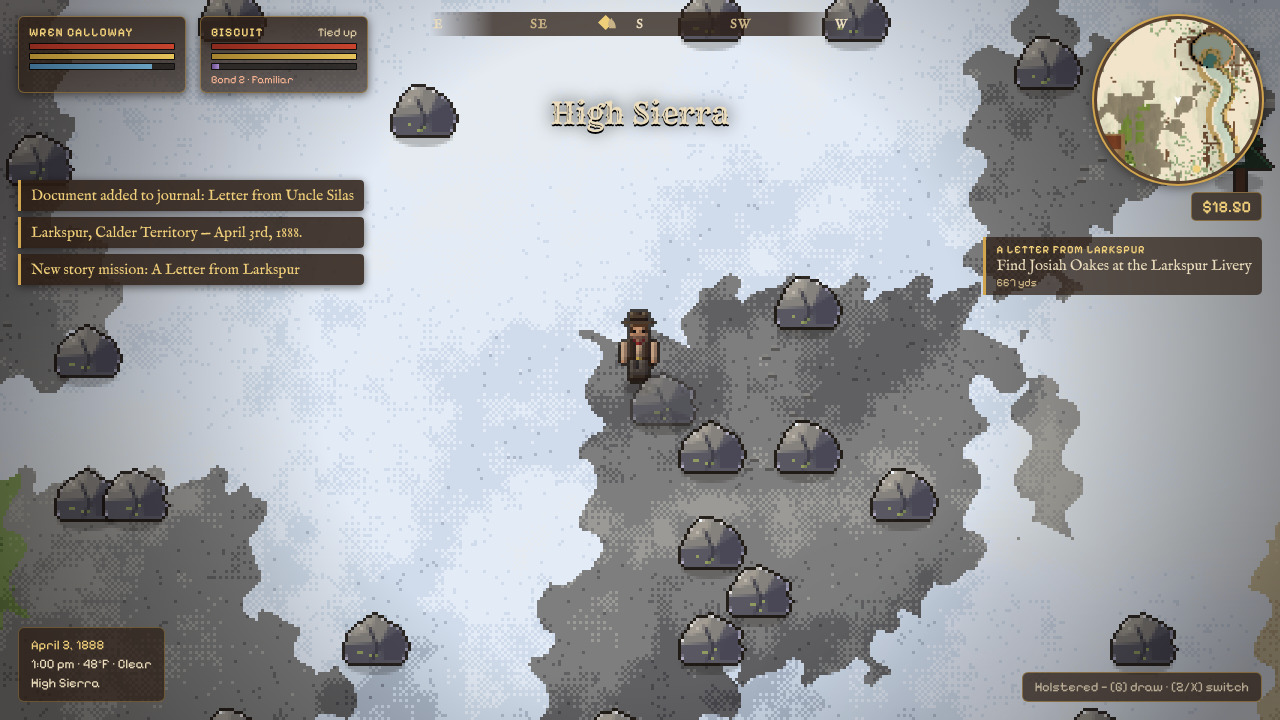 WREN CALLOWAY
BISCUIT Tied up
Bond 2 · Familiar
E SE S SW W
High Sierra
Document added to journal: Letter from Uncle Silas
Larkspur, Calder Territory – April 3rd, 1888.
New story mission: A Letter from Larkspur
$18.80
A LETTER FROM LARKSPUR
Find Josiah Oakes at the Larkspur Livery
667 yds
April 3, 1888
1:00 pm · 48°F · Clear
High Sierra
Holstered – (G) draw · (Z/X) switch